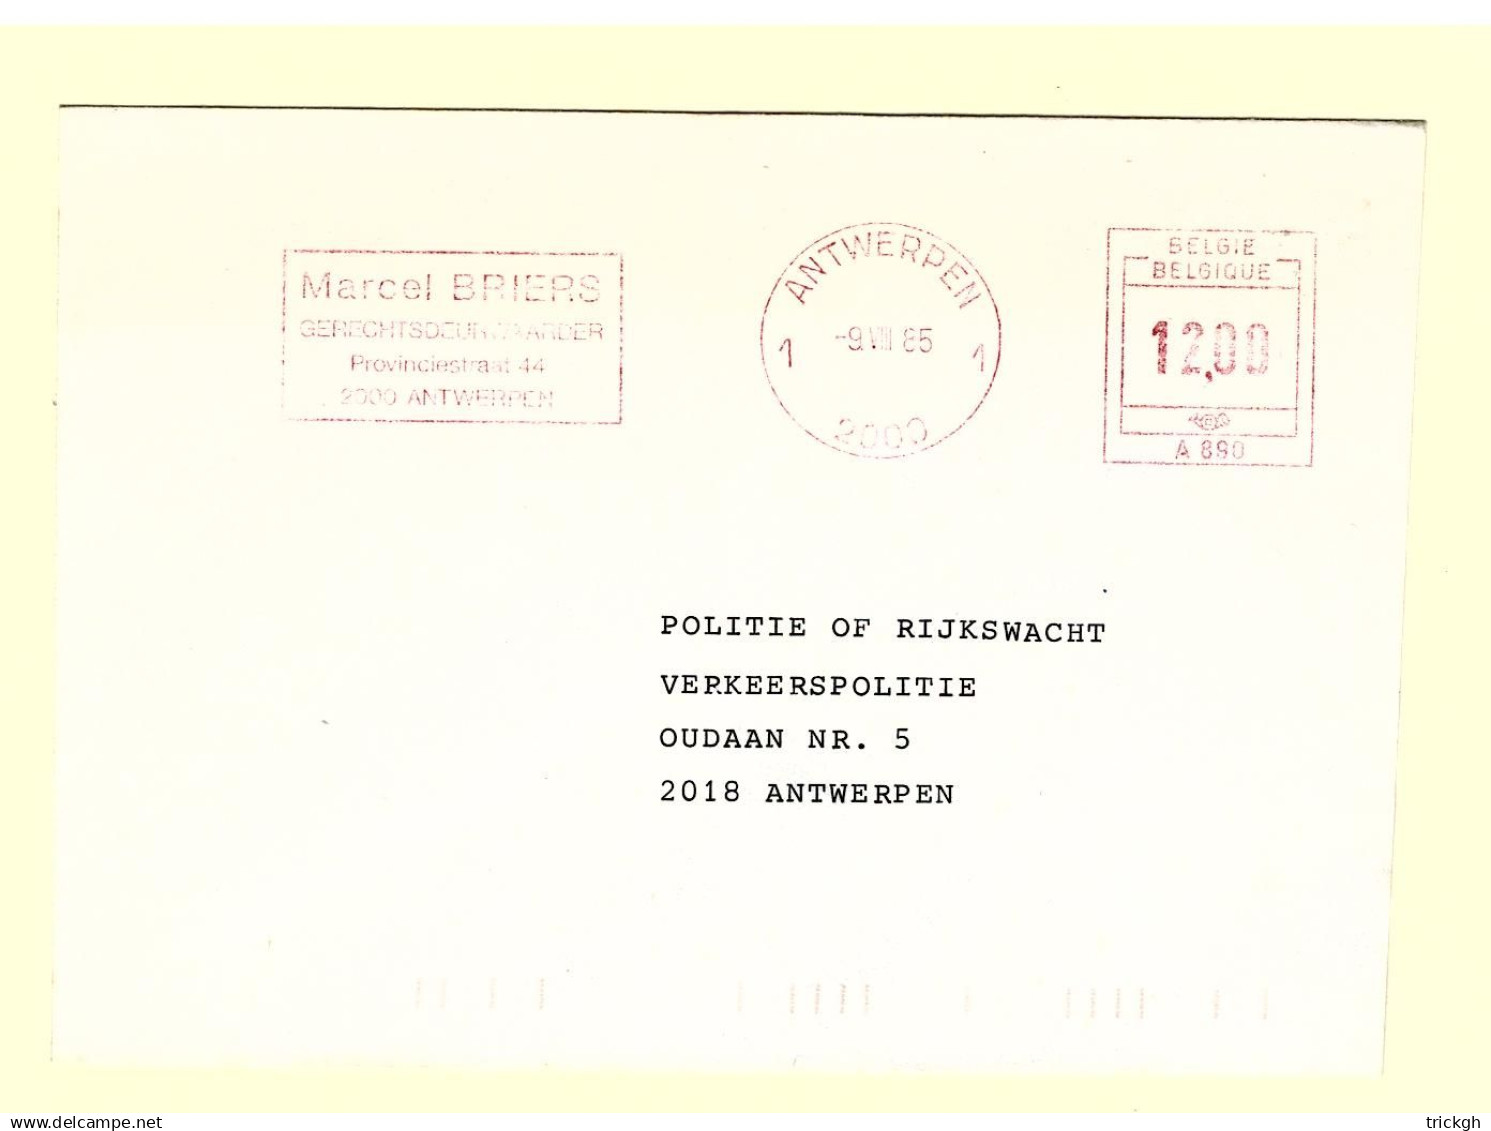 Marcel BRIERS
GERECHTSDEURWAARDER
Provinciestraat 44
2000 ANTWERPEN
ANTWERPEN
1 -9.VIII 85 1
2000
BELGIE
BELGIQUE
12,00
A 890
POLITIE OF RIJKSWACHT
VERKEERSPOLITIE
OUDAAN NR. 5
2018 ANTWERPEN
www.delcampe.net
trickgh